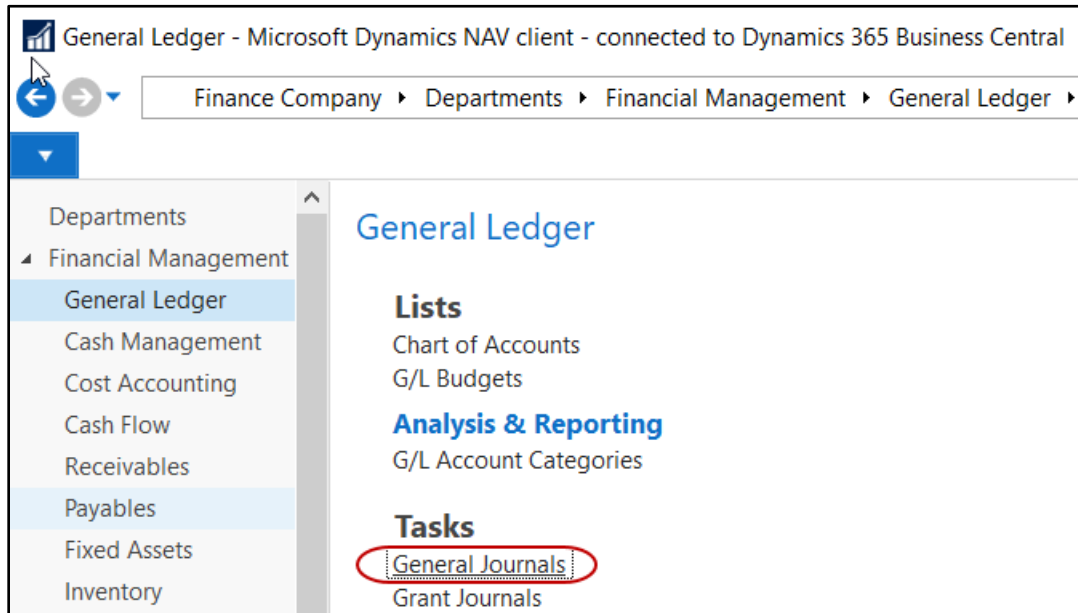 General Ledger - Microsoft Dynamics NAV client - connected to Dynamics 365 Business Central
Finance Company ▸ Departments ▸ Financial Management ▸ General Ledger ▸
Departments
Financial Management
General Ledger
Cash Management
Cost Accounting
Cash Flow
Receivables
Payables
Fixed Assets
Inventory
General Ledger
Lists
Chart of Accounts
G/L Budgets
Analysis & Reporting
G/L Account Categories
Tasks
General Journals
Grant Journals